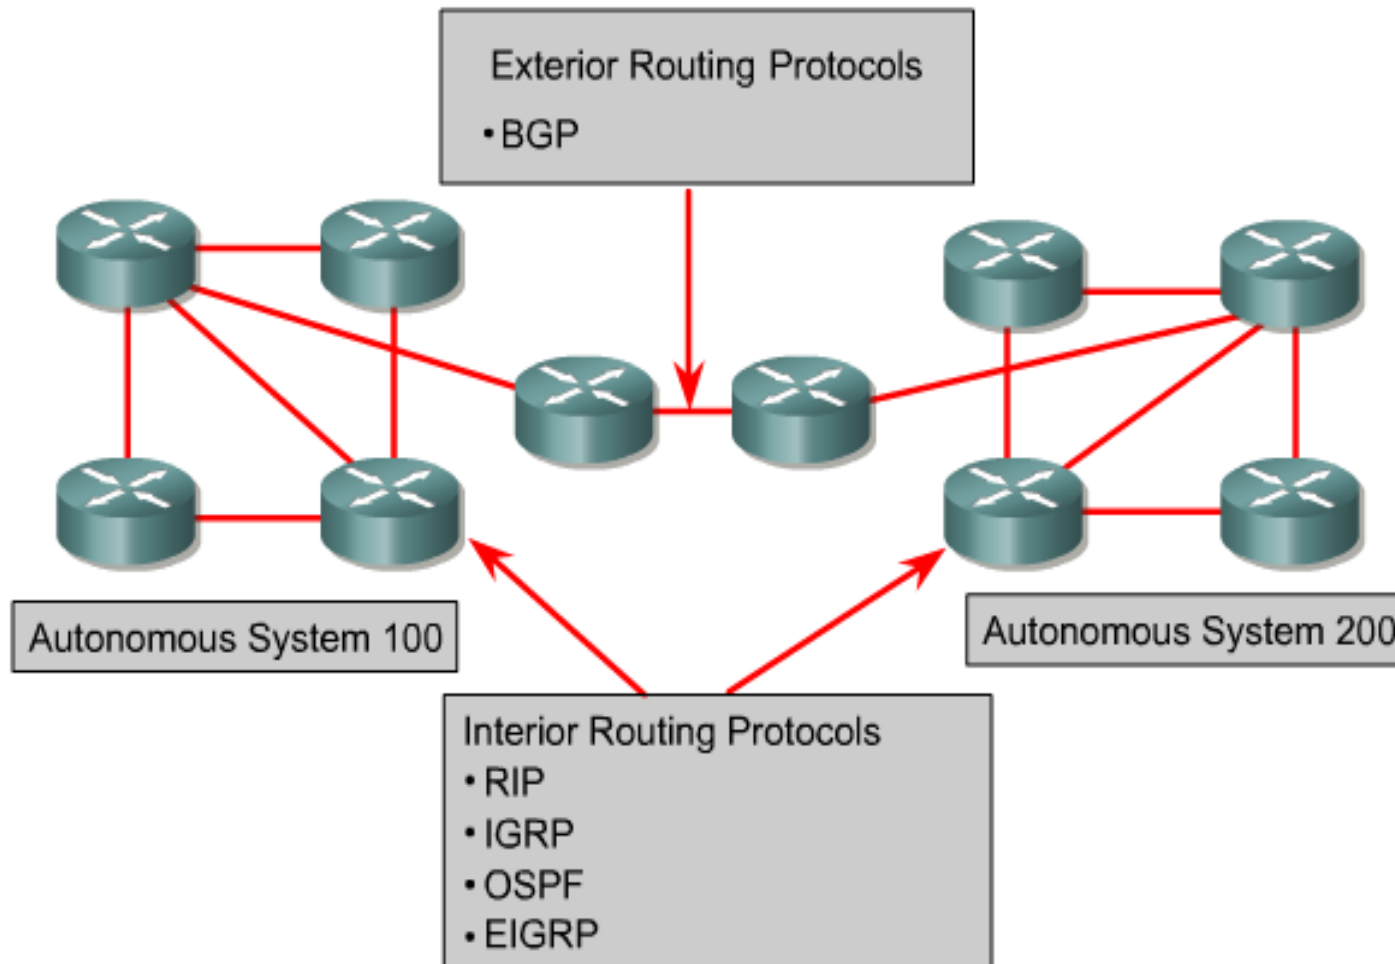 Exterior Routing Protocols
• BGP
Autonomous System 100
Autonomous System 200
Interior Routing Protocols
• RIP
• IGRP
• OSPF
• EIGRP